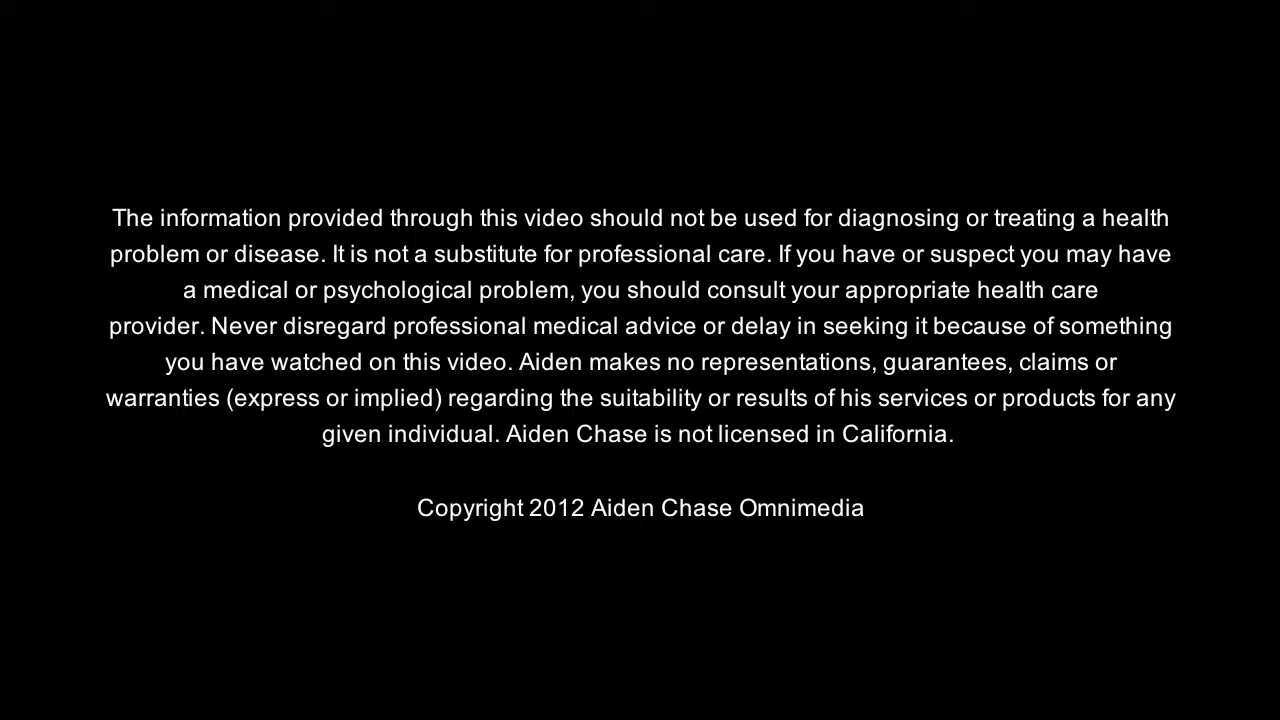 The information provided through this video should not be used for diagnosing or treating a health
problem or disease. It is not a substitute for professional care. If you have or suspect you may have
a medical or psychological problem, you should consult your appropriate health care
provider. Never disregard professional medical advice or delay in seeking it because of something
you have watched on this video. Aiden makes no representations, guarantees, claims or
warranties (express or implied) regarding the suitability or results of his services or products for any
given individual. Aiden Chase is not licensed in California.
Copyright 2012 Aiden Chase Omnimedia